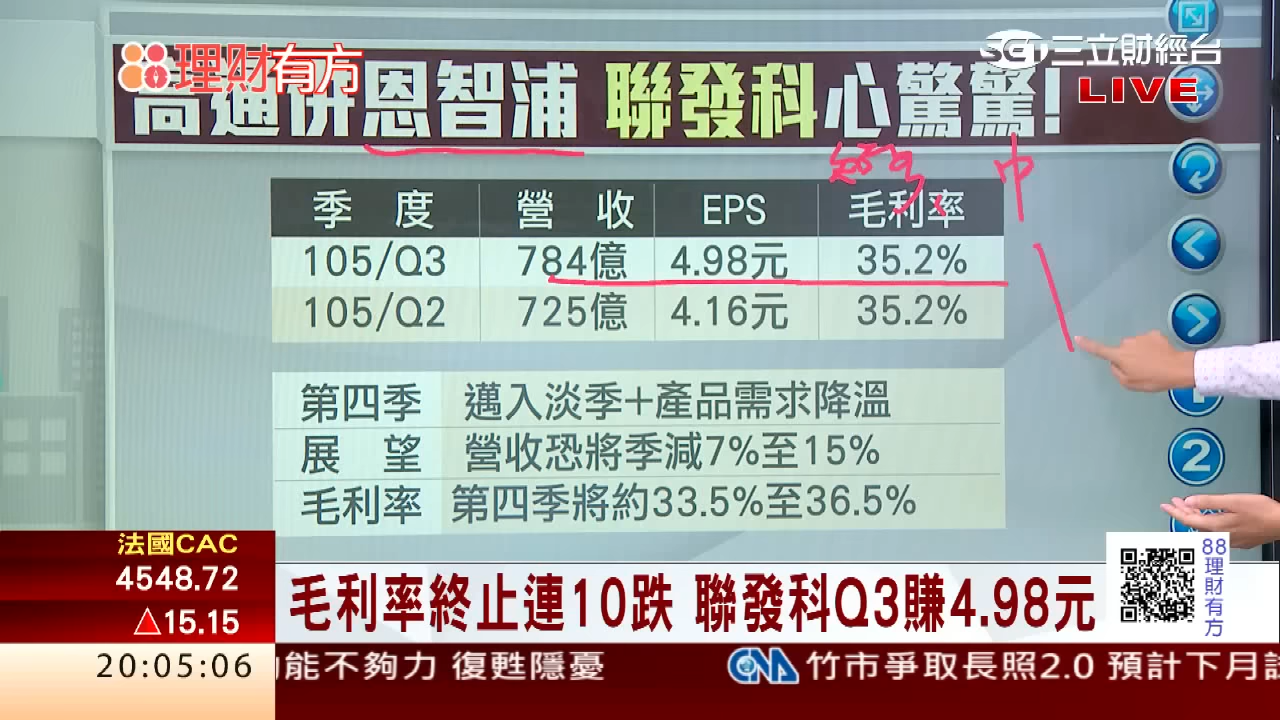 理財有方
SET三立財經台
LIVE
高通併恩智浦 聯發科心驚驚!
中
季 度 營 收 EPS 毛利率
105/Q3 784億 4.98元 35.2%
105/Q2 725億 4.16元 35.2%
第四季 邁入淡季+產品需求降溫
展 望 營收恐將季減7%至15%
毛利率 第四季將約33.5%至36.5%
2
法國CAC
4548.72
△15.15
毛利率終止連10跌 聯發科Q3賺4.98元
88理財有方
20:05:06
能不夠力 復甦隱憂
CNA 竹市爭取長照2.0 預計下月試